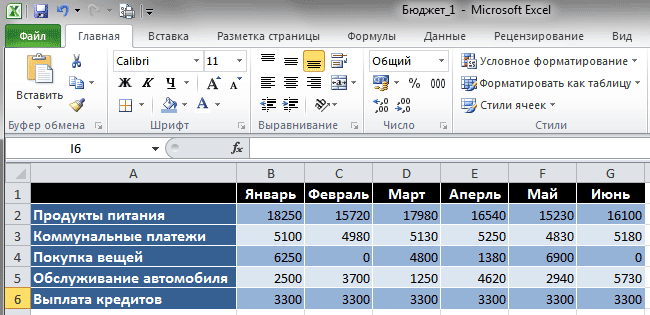 Бюджет_1 - Microsoft Excel
Файл Главная Вставка Разметка страницы Формулы Данные Рецензирование Вид
Calibri 11 Общий Условное форматирование
Вставить Ж К Ч A A % 000 Форматировать как таблицу
Стили ячеек
Буфер обмена Шрифт Выравнивание Число Стили
I6 fx
A B C D E F G
1 Январь Февраль Март Аперль Май Июнь
2 Продукты питания 18250 15720 17980 16540 15230 16100
3 Коммунальные платежи 5100 4980 5130 5250 4830 5180
4 Покупка вещей 6250 0 4800 1380 6900 0
5 Обслуживание автомобиля 2500 3700 1250 4620 2940 5730
6 Выплата кредитов 3300 3300 3300 3300 3300 3300